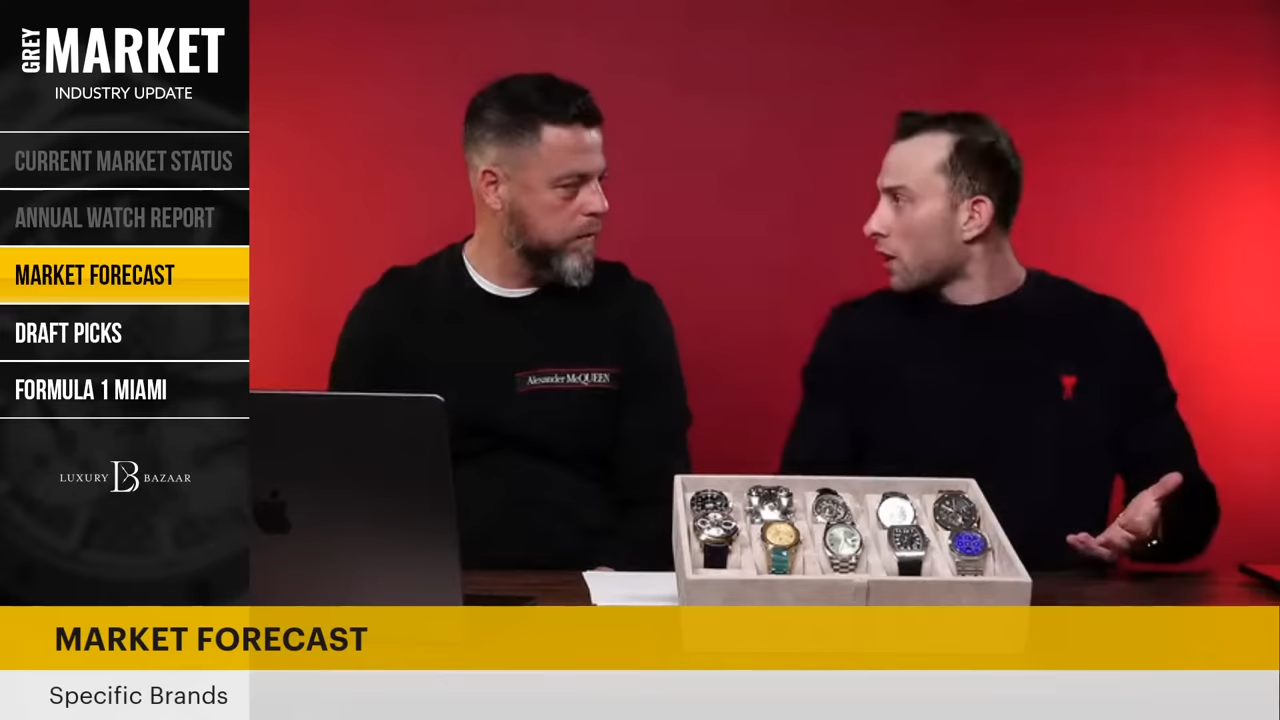 GREY
MARKET
INDUSTRY UPDATE
CURRENT MARKET STATUS
ANNUAL WATCH REPORT
MARKET FORECAST
DRAFT PICKS
FORMULA 1 MIAMI
LUXURY LB BAZAAR
Alexander McQUEEN
MARKET FORECAST
Specific Brands